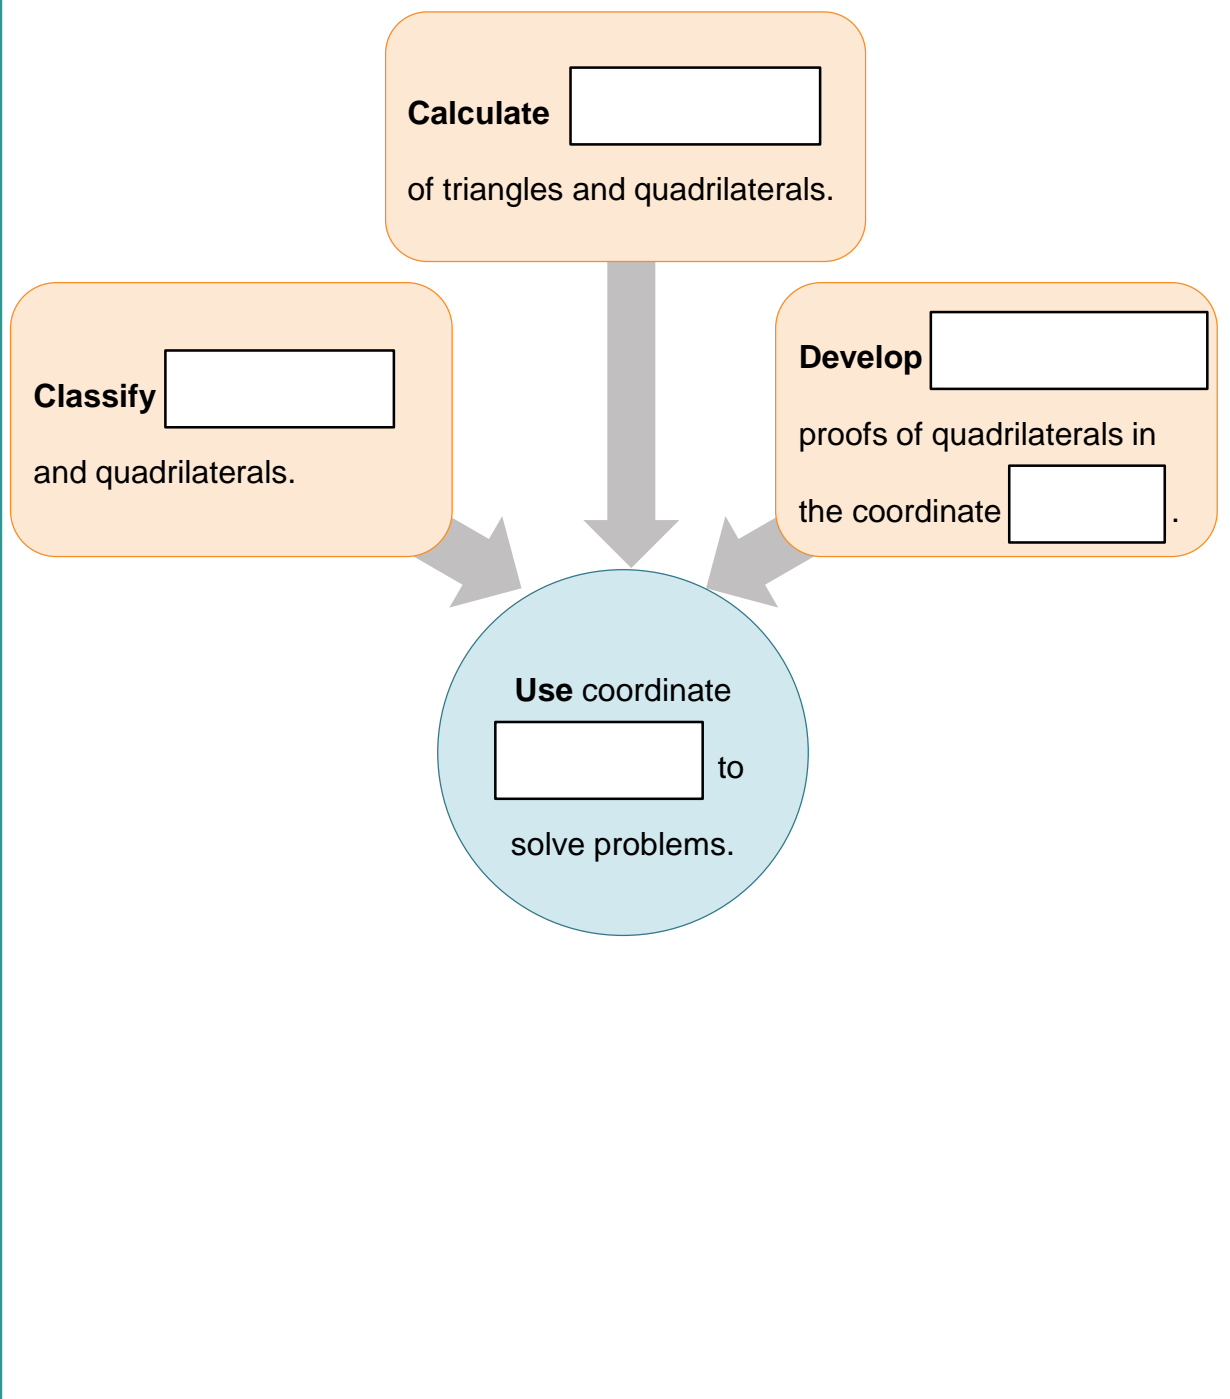 Calculate
of triangles and quadrilaterals.
Classify
and quadrilaterals.
Develop
proofs of quadrilaterals in
the coordinate .
Use coordinate
to
solve problems.